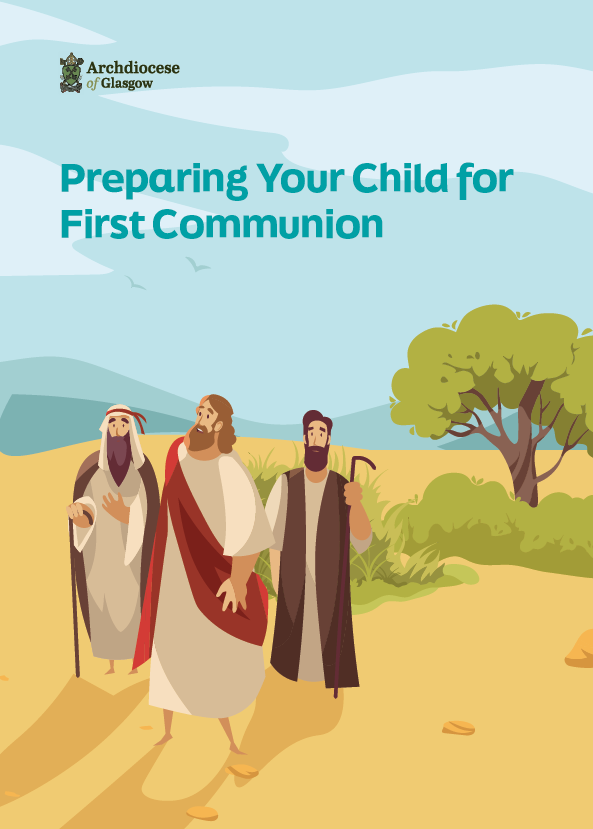 Archdiocese
of Glasgow
Preparing Your Child for
First Communion